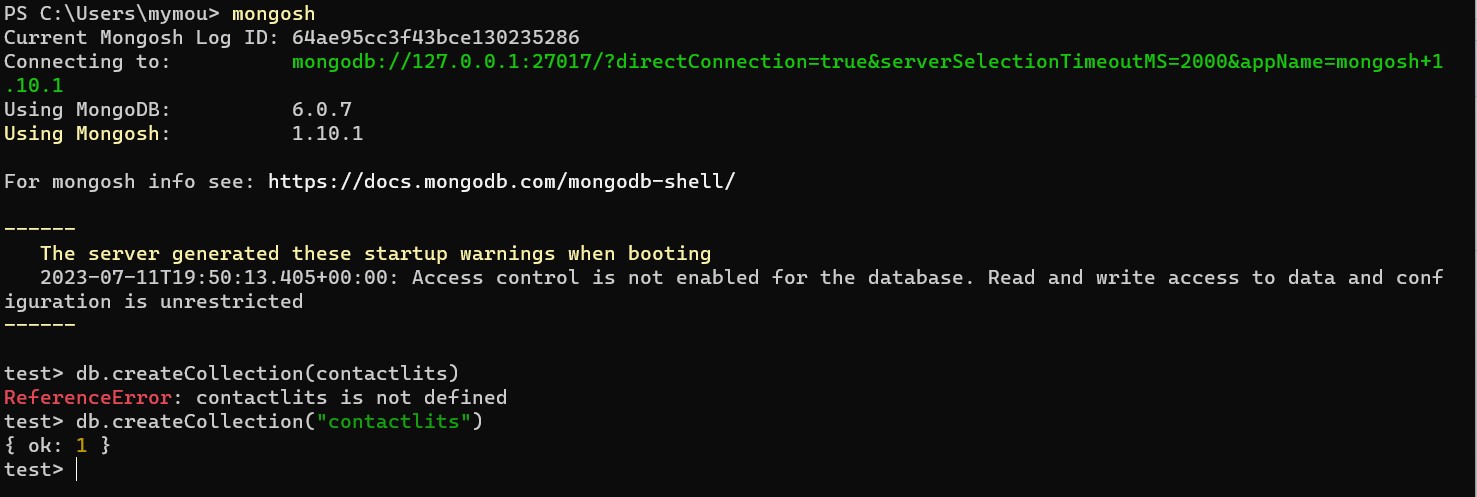 PS C:\Users\mymou> mongosh
Current Mongosh Log ID: 64ae95cc3f43bce130235286
Connecting to:          mongodb://127.0.0.1:27017/?directConnection=true&serverSelectionTimeoutMS=2000&appName=mongosh+1
.10.1
Using MongoDB:          6.0.7
Using Mongosh:          1.10.1
For mongosh info see: https://docs.mongodb.com/mongodb-shell/
------
   The server generated these startup warnings when booting
   2023-07-11T19:50:13.405+00:00: Access control is not enabled for the database. Read and write access to data and conf
iguration is unrestricted
------
test> db.createCollection(contactlits)
ReferenceError: contactlits is not defined
test> db.createCollection("contactlits")
{ ok: 1 }
test>